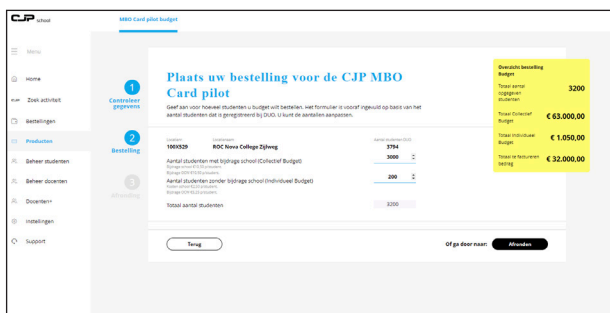 CJP school
MBO Card pilot budget
Menu
Home
Zoek activiteit
Bestellingen
Producten
Beheer studenten
Beheer docenten
Docenten+
Instellingen
Support
1
Controleer
gegevens
2
Bestelling
3
Afronding
Plaats uw bestelling voor de CJP MBO
Card pilot
Geef aan voor hoeveel studenten u budget wilt bestellen. Het formulier is vooraf ingevuld op basis van het
aantal studenten dat is geregistreerd bij DUO. U kunt de aantallen aanpassen.
Aantal studenten (DUO)
100X529 ROC Nova College Zijlweg 3794
Aantal studenten met bijdrage school (Collectief Budget) 3000
Aantal studenten zonder bijdrage school (Individueel Budget) 200
Totaal aantal studenten 3200
Terug
Of ga door naar: Afronden
Overzicht bestelling
Budget
Totaal aantal
opgegeven
studenten
3200
Totaal Collectief
Budget
€ 63.000,00
Totaal Individueel
Budget
€ 1.050,00
Totaal te factureren
bedrag
€ 32.000,00